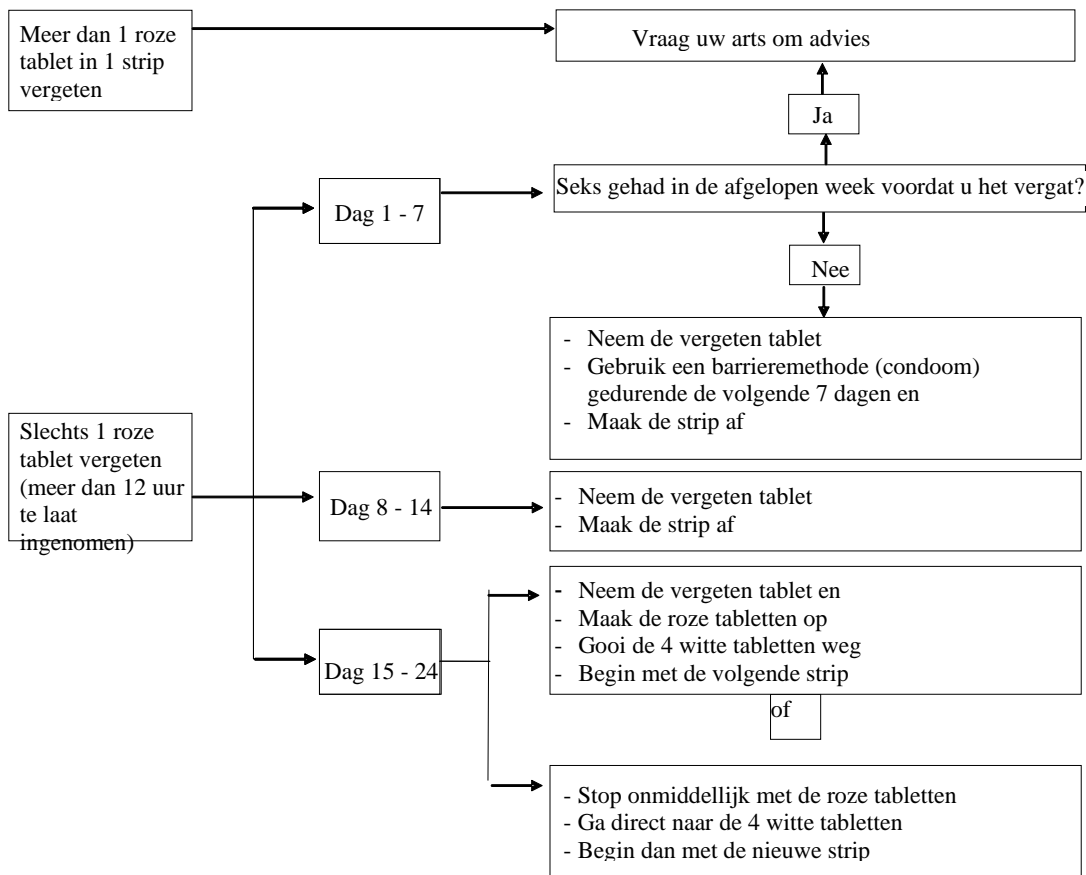 Meer dan 1 roze
tablet in 1 strip
vergeten
Vraag uw arts om advies
Ja
Seks gehad in de afgelopen week voordat u het vergat?
Dag 1 - 7
Nee
- Neem de vergeten tablet
- Gebruik een barrieremethode (condoom)
gedurende de volgende 7 dagen en
- Maak de strip af
Slechts 1 roze
tablet vergeten
(meer dan 12 uur
te laat
ingenomen)
Dag 8 - 14
- Neem de vergeten tablet
- Maak de strip af
Dag 15 - 24
- Neem de vergeten tablet en
- Maak de roze tabletten op
- Gooi de 4 witte tabletten weg
- Begin met de volgende strip
of
- Stop onmiddellijk met de roze tabletten
- Ga direct naar de 4 witte tabletten
- Begin dan met de nieuwe strip